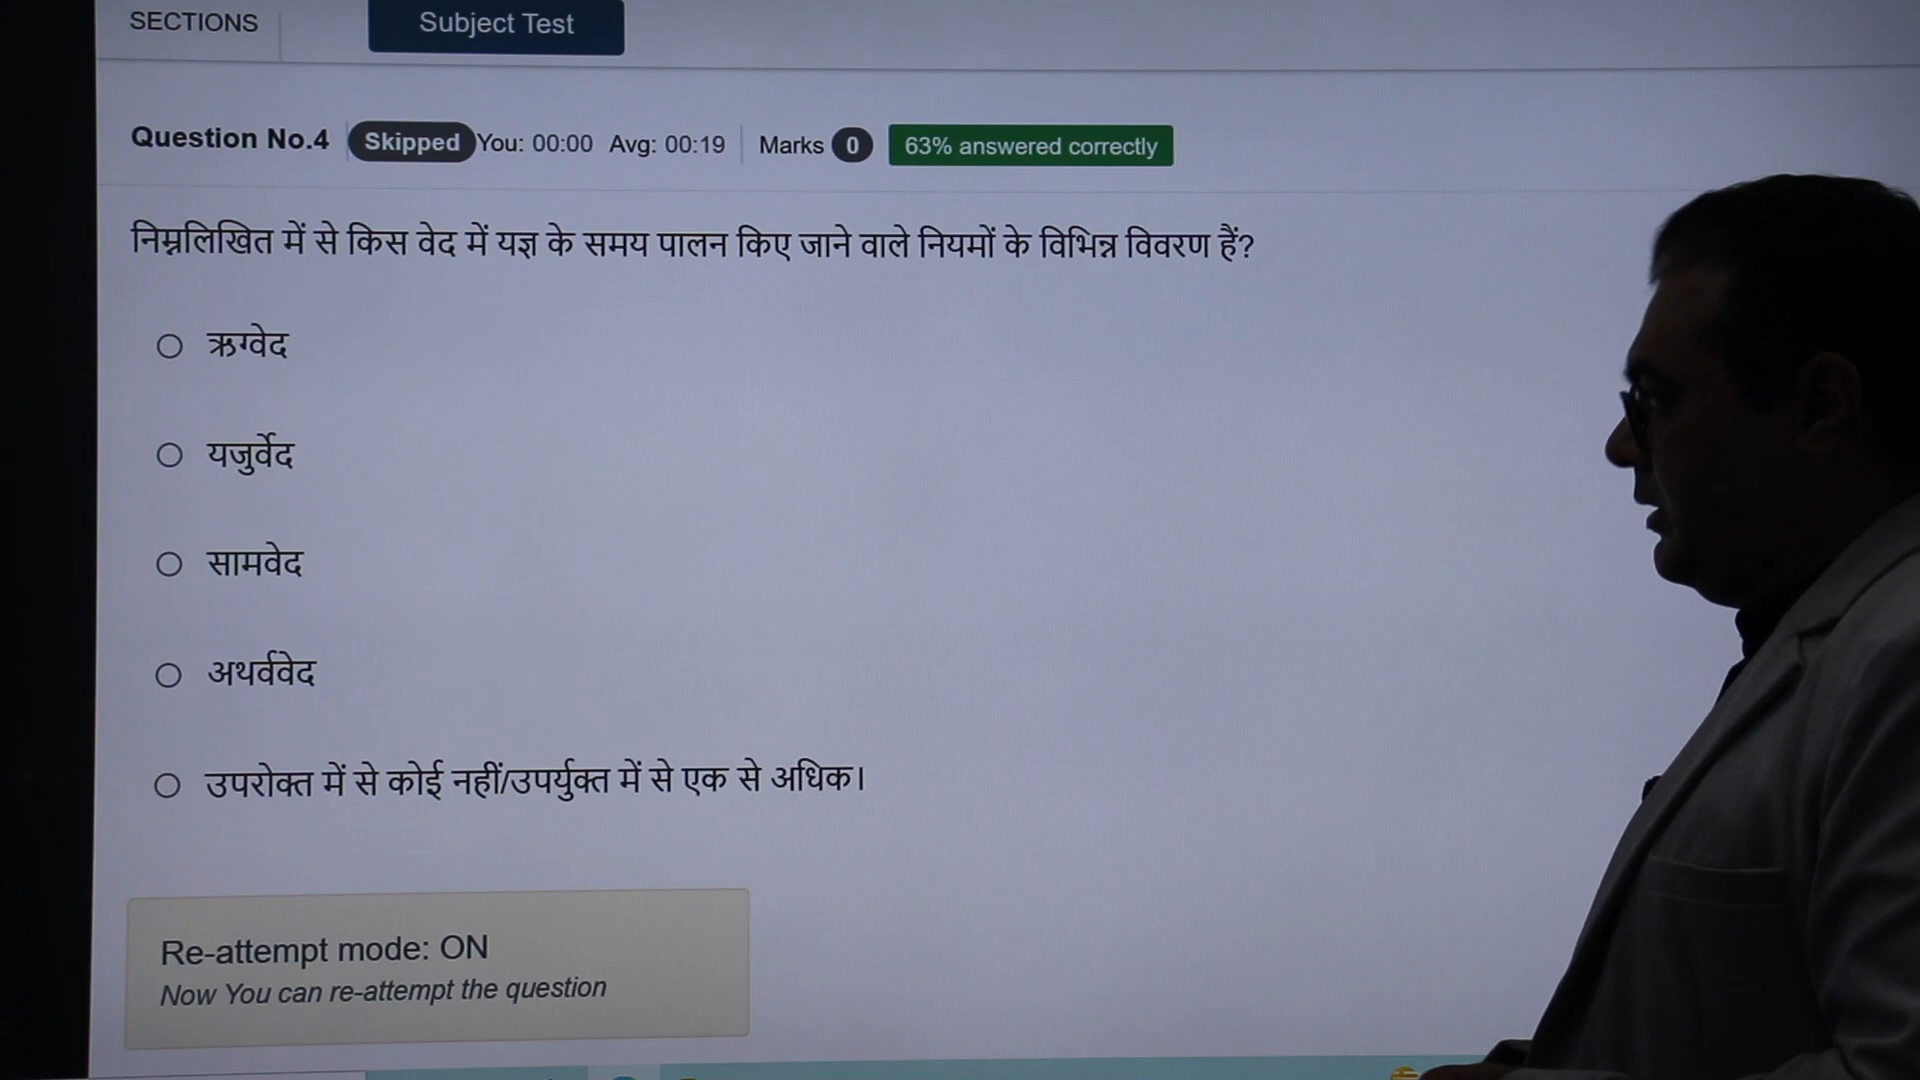 SECTIONS
Subject Test
Question No.4 Skipped You: 00:00 Avg: 00:19 Marks 0 63% answered correctly
निम्नलिखित में से किस वेद में यज्ञ के समय पालन किए जाने वाले नियमों के विभिन्न विवरण हैं?
ऋग्वेद
यजुर्वेद
सामवेद
अथर्ववेद
उपरोक्त में से कोई नहीं/उपर्युक्त में से एक से अधिक।
Re-attempt mode: ON
Now You can re-attempt the question